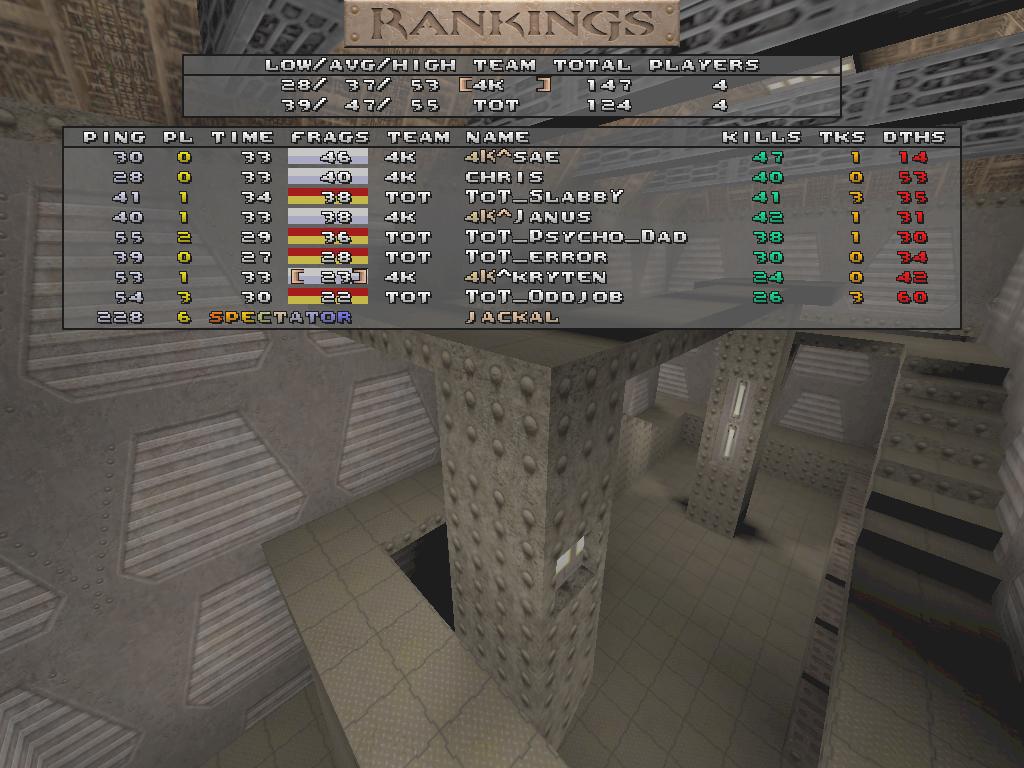 RANKINGS
LOW/AVG/HIGH TEAM TOTAL PLAYERS
28/ 37/ 53 [4K ] 147 4
39/ 47/ 55 TOT 124 4
PING PL TIME FRAGS TEAM NAME KILLS TKS DTHS
30 0 33 46 4K 4K^SAE 47 1 14
28 0 33 40 4K CHRIS 40 0 53
41 1 34 38 TOT TOT_SLABBY 41 3 35
40 1 33 38 4K 4K^JANUS 42 1 31
55 2 29 36 TOT TOT_PSYCHO_DAD 38 1 30
39 0 27 28 TOT TOT_ERROR 30 0 34
53 1 33 [ 23] 4K 4K^KRYTEN 24 0 42
54 3 30 22 TOT TOT_ODDJOB 26 3 60
228 6 SPECTATOR JACKAL